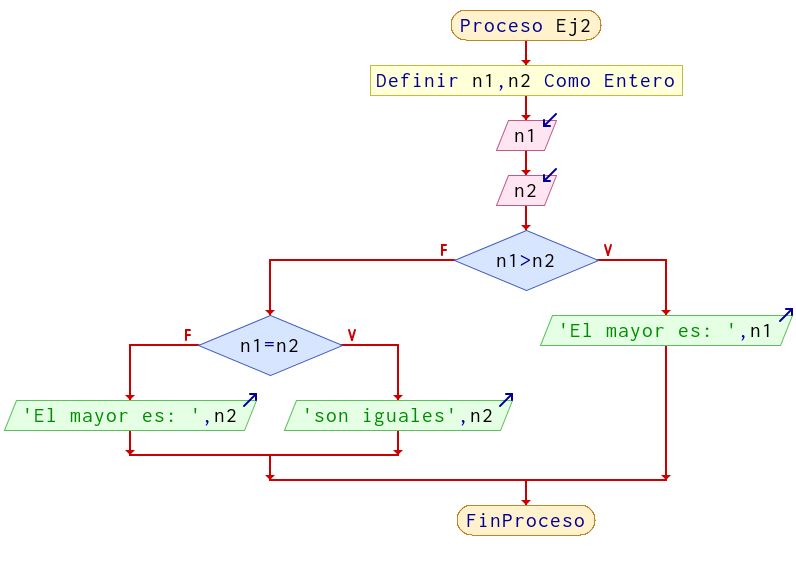 Proceso Ej2
Definir n1,n2 Como Entero
n1
n2
n1>n2
F
V
'El mayor es: ',n1
n1=n2
F
V
'El mayor es: ',n2
'son iguales',n2
FinProceso